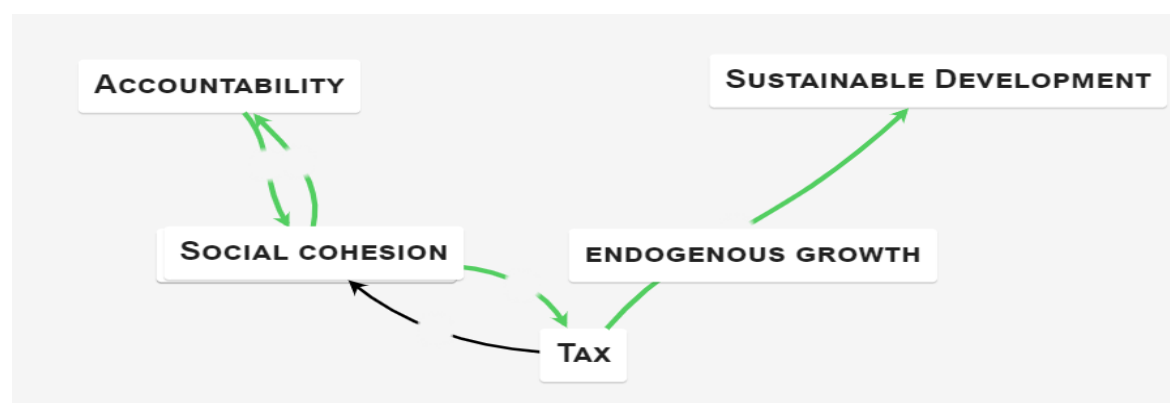 Accountability
Sustainable Development
Social cohesion
endogenous growth
Tax